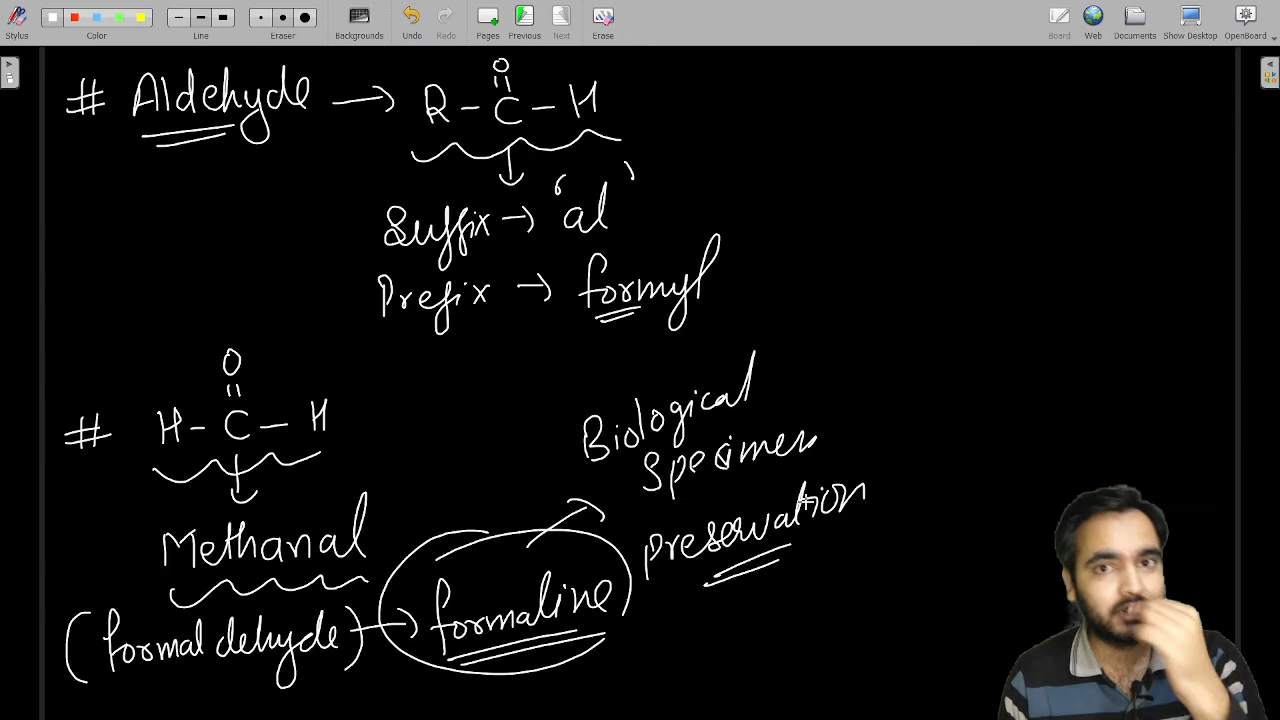 Stylus Color Line Eraser Backgrounds Undo Redo Pages Previous Next Erase Board Web Documents Show Desktop OpenBoard
# Aldehyde → R - C - H
O
Suffix → 'al'
Prefix → formyl
O
# H - C - H
Methanal
(formaldehyde) → formaline
Biological
Specimen
preservation